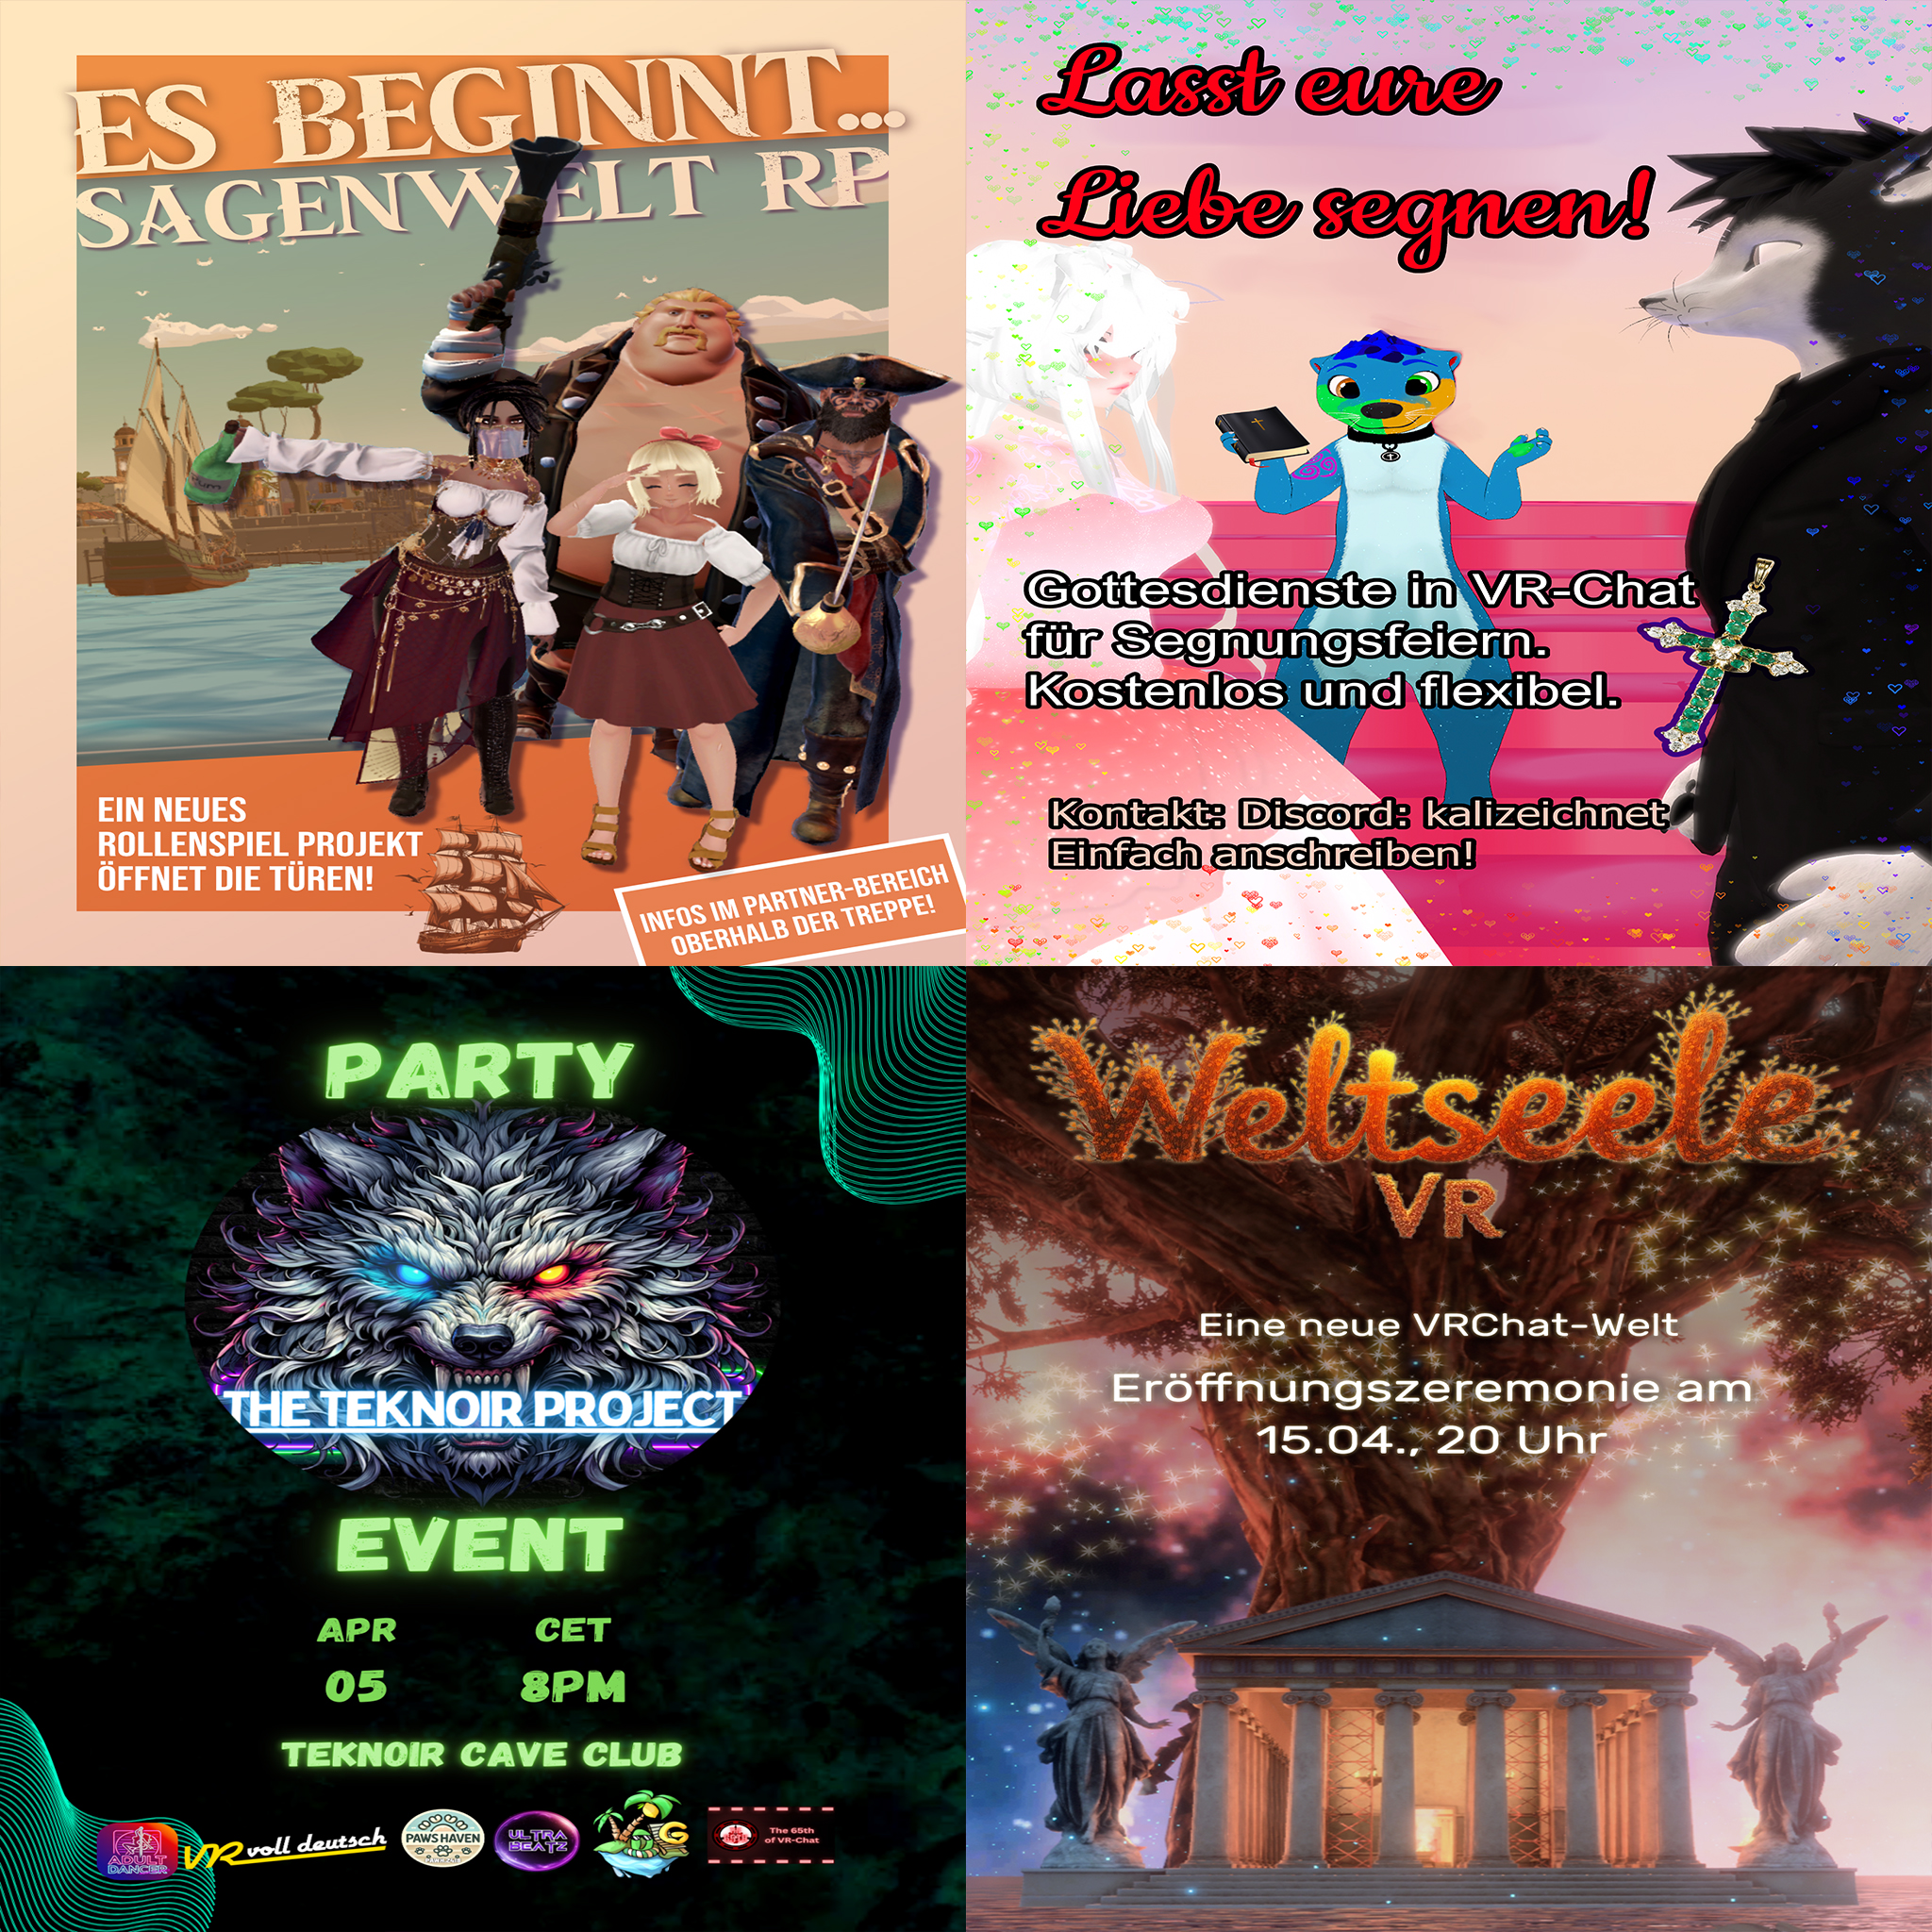 ES BEGINNT...
SAGENWELT RP
Rum
EIN NEUES
ROLLENSPIEL PROJEKT
ÖFFNET DIE TÜREN!
INFOS IM PARTNER-BEREICH
OBERHALB DER TREPPE!
Lasst eure
Liebe segnen!
Gottesdienste in VR-Chat
für Segnungsfeiern.
Kostenlos und flexibel.
Kontakt: Discord: kalizeichnet
Einfach anschreiben!
PARTY
THE TEKNOIR PROJECT
EVENT
APR CET
05 8PM
TEKNOIR CAVE CLUB
ADULT
DANCER
VR voll deutsch
PAWS HAVEN
ULTRA
BEATZ
G
The 65th
of VR-Chat
Weltseele
VR
Eine neue VRChat-Welt
Eröffnungszeremonie am
15.04., 20 Uhr